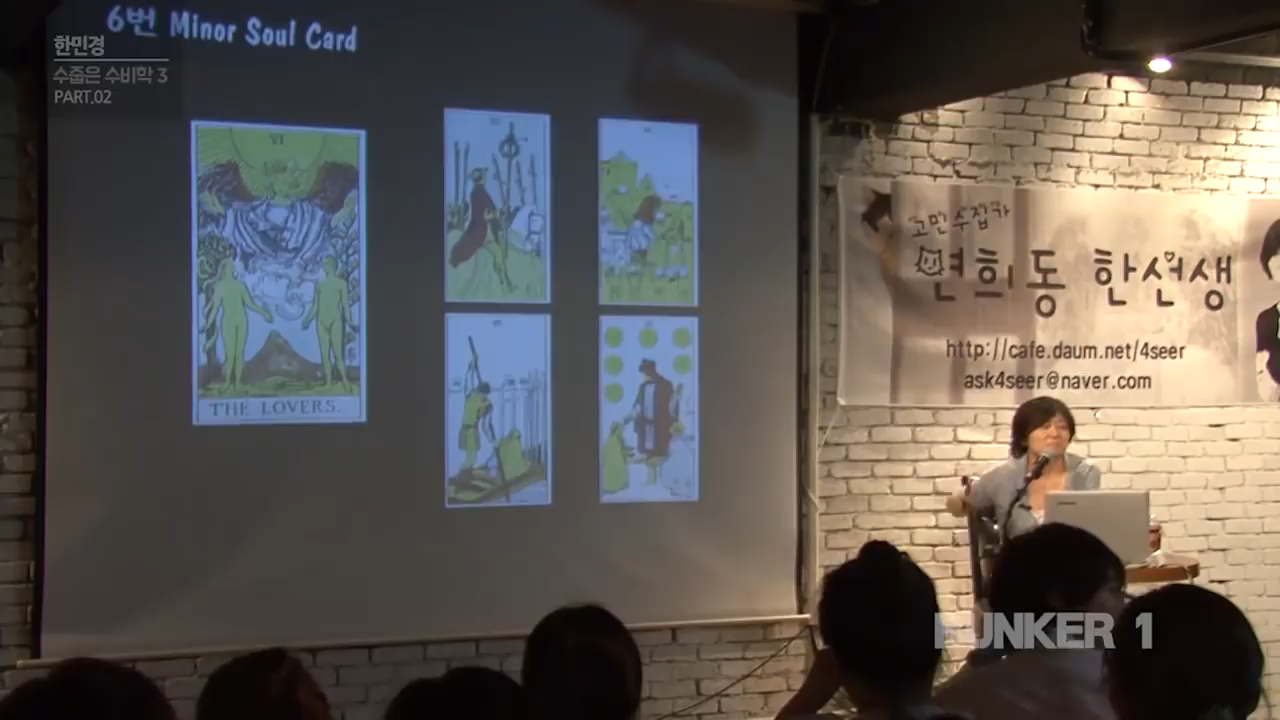 6번 Minor Soul Card
한민경
수줍은 수비학 3
PART.02
VI
THE LOVERS.
고민수집가
연희동 한선생
http://cafe.daum.net/4seer
ask4seer@naver.com
BUNKER 1